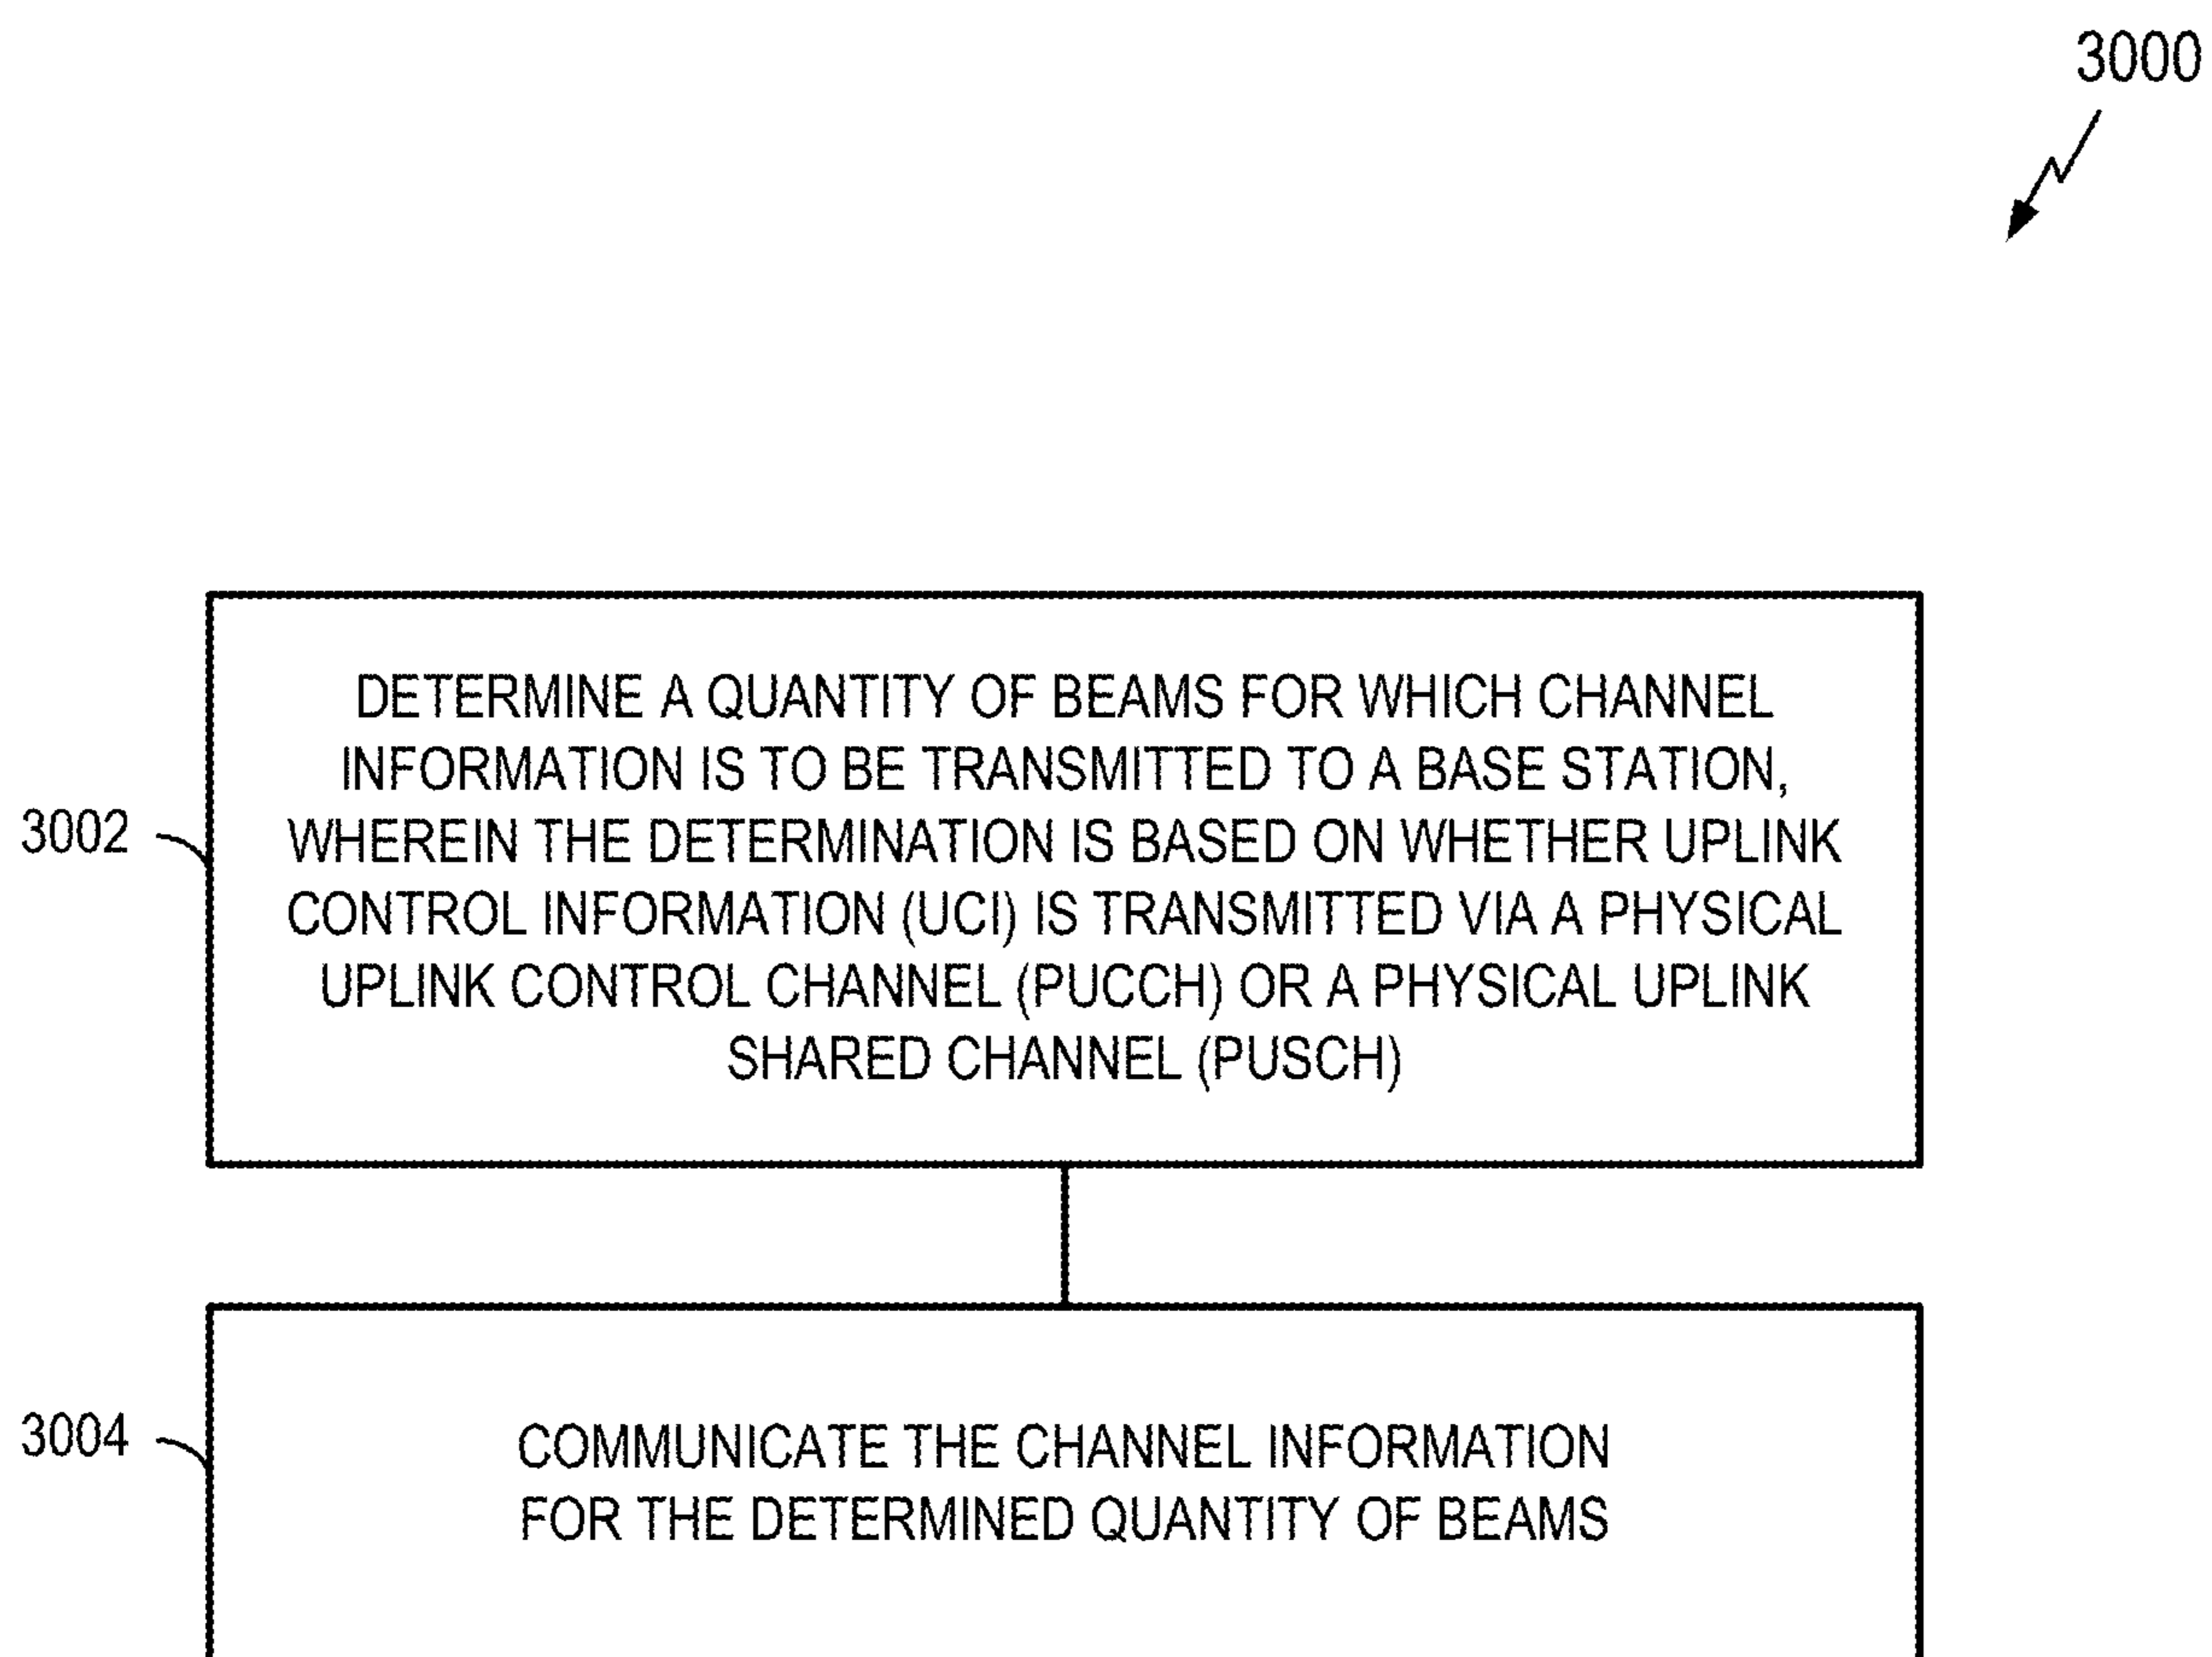 3000
DETERMINE A QUANTITY OF BEAMS FOR WHICH CHANNEL
INFORMATION IS TO BE TRANSMITTED TO A BASE STATION,
3002
WHEREIN THE DETERMINATION IS BASED ON WHETHER UPLINK
CONTROL INFORMATION (UCI) IS TRANSMITTED VIA A PHYSICAL
UPLINK CONTROL CHANNEL (PUCCH) OR A PHYSICAL UPLINK
SHARED CHANNEL (PUSCH)
3004
COMMUNICATE THE CHANNEL INFORMATION
FOR THE DETERMINED QUANTITY OF BEAMS